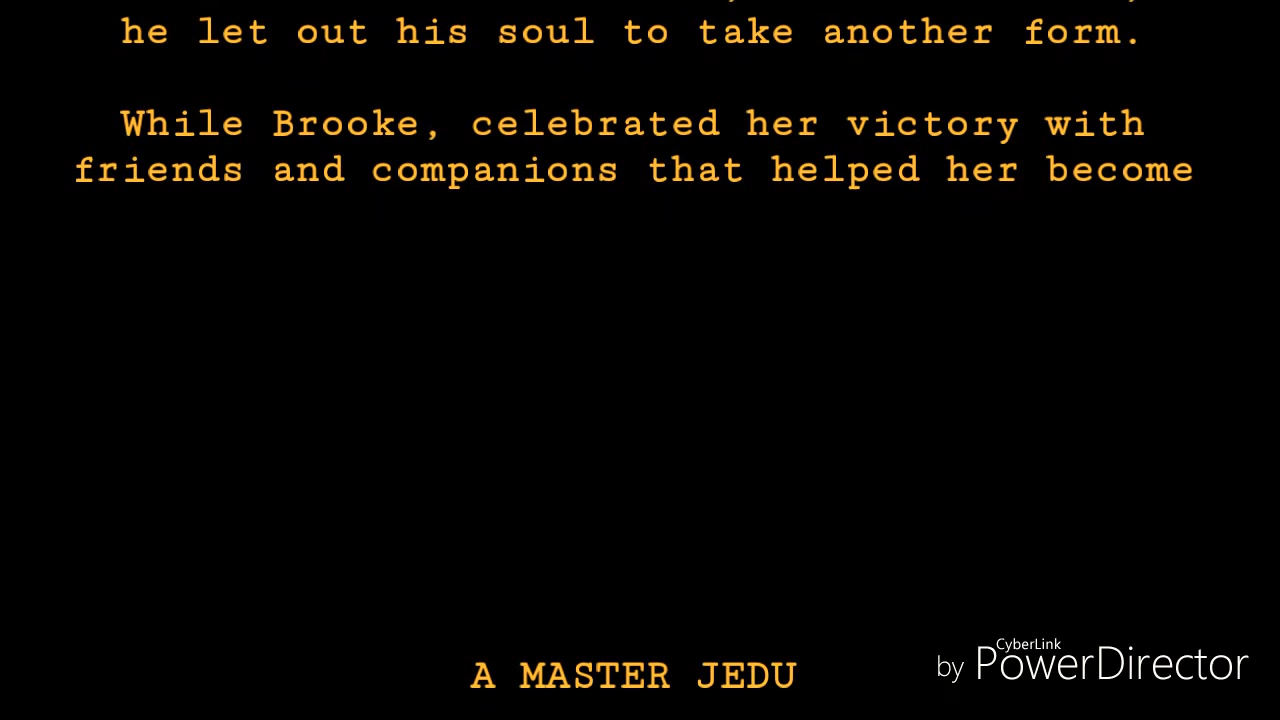 he let out his soul to take another form.
While Brooke, celebrated her victory with
friends and companions that helped her become
A MASTER JEDU
by CyberLink PowerDirector